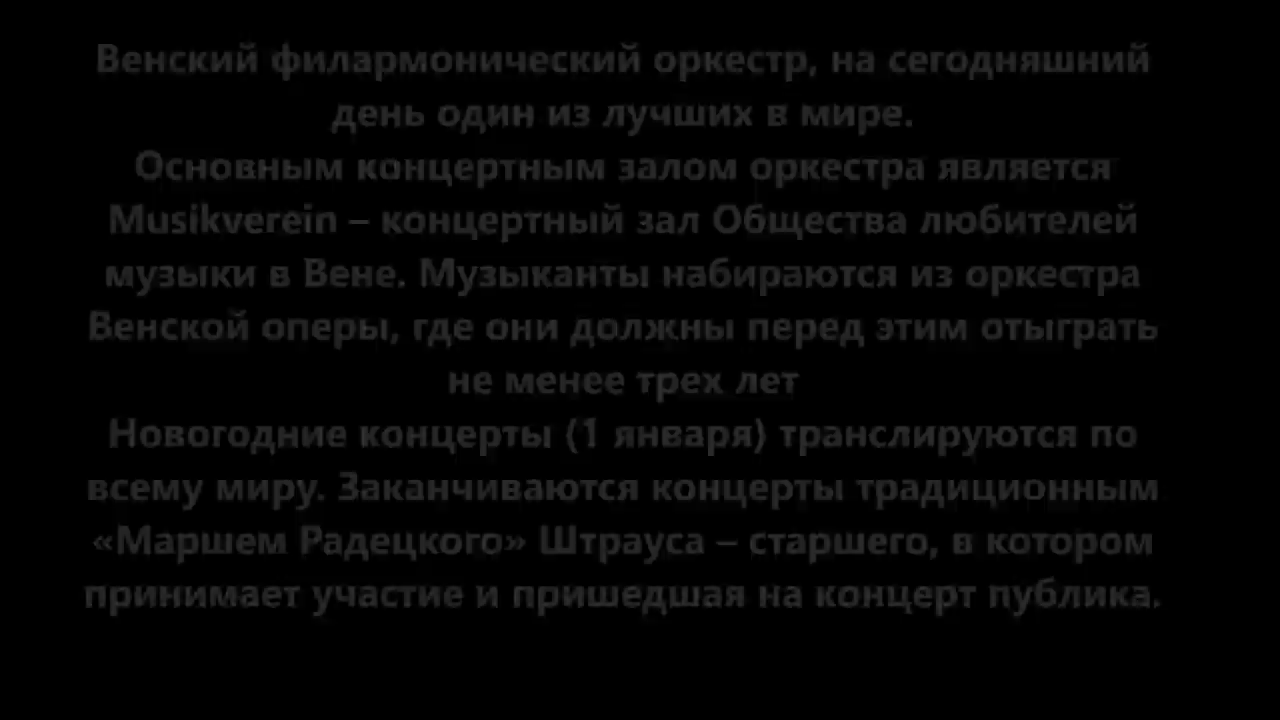 Венский филармонический оркестр, на сегодняшний
день один из лучших в мире.
Основным концертным залом оркестра является
Musikverein – концертный зал Общества любителей
музыки в Вене. Музыканты набираются из оркестра
Венской оперы, где они должны перед этим отыграть
не менее трех лет
Новогодние концерты (1 января) транслируются по
всему миру. Заканчиваются концерты традиционным
«Маршем Радецкого» Штрауса – старшего, в котором
принимает участие и пришедшая на концерт публика.